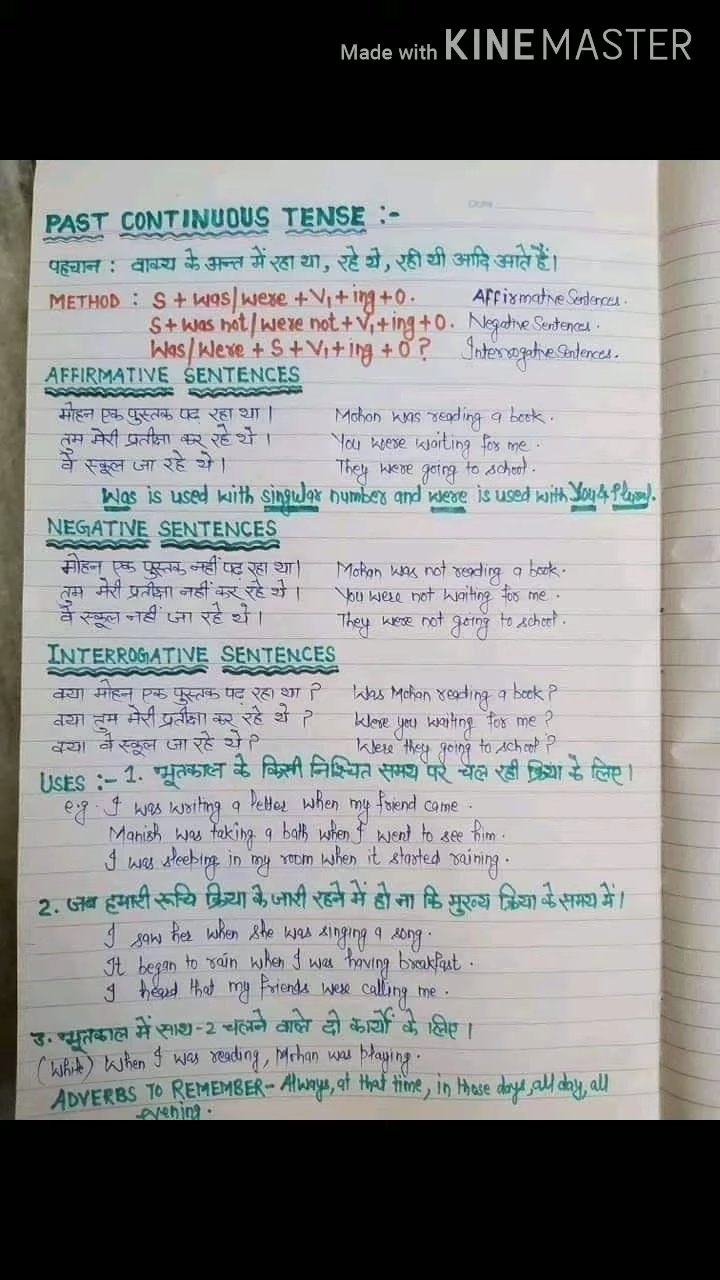 Made with KINEMASTER
DATE
PAST CONTINUOUS TENSE :-
पहचान : वाक्य के अन्त में रहा था, रहे थे, रही थी आदि आते हैं।
METHOD : S + was/were + V₁ + ing + O. Affirmative Sentences.
S + was not/were not + V₁ + ing + O. Negative Sentences.
Was/Were + S + V₁ + ing + O ? Interrogative Sentences.
AFFIRMATIVE SENTENCES
मोहन एक पुस्तक पढ़ रहा था। Mohan was reading a book.
तुम मेरी प्रतीक्षा कर रहे थे। You were waiting for me.
वे स्कूल जा रहे थे। They were going to school.
Was is used with singular number and were is used with You & Plural.
NEGATIVE SENTENCES
मोहन एक पुस्तक नहीं पढ़ रहा था। Mohan was not reading a book.
तुम मेरी प्रतीक्षा नहीं कर रहे थे। You were not waiting for me.
वे स्कूल नहीं जा रहे थे। They were not going to school.
INTERROGATIVE SENTENCES
क्या मोहन एक पुस्तक पढ़ रहा था? Was Mohan reading a book?
क्या तुम मेरी प्रतीक्षा कर रहे थे? Were you waiting for me?
क्या वे स्कूल जा रहे थे? Were they going to school?
USES :- 1. भूतकाल के किसी निश्चित समय पर चल रही क्रिया के लिए।
e.g. I was writing a letter when my friend came.
Manish was taking a bath when I went to see him.
I was sleeping in my room when it started raining.
2. जब हमारी रूचि क्रिया के जारी रहने में हो ना कि मुख्य क्रिया के समय में।
I saw her when she was singing a song.
It began to rain when I was having breakfast.
I heard that my friends were calling me.
3. भूतकाल में साथ-2 चलने वाले दो कार्यों के लिए।
(While) When I was reading, Mohan was playing.
ADVERBS TO REMEMBER- Always, at that time, in those days, all day, all
evening.